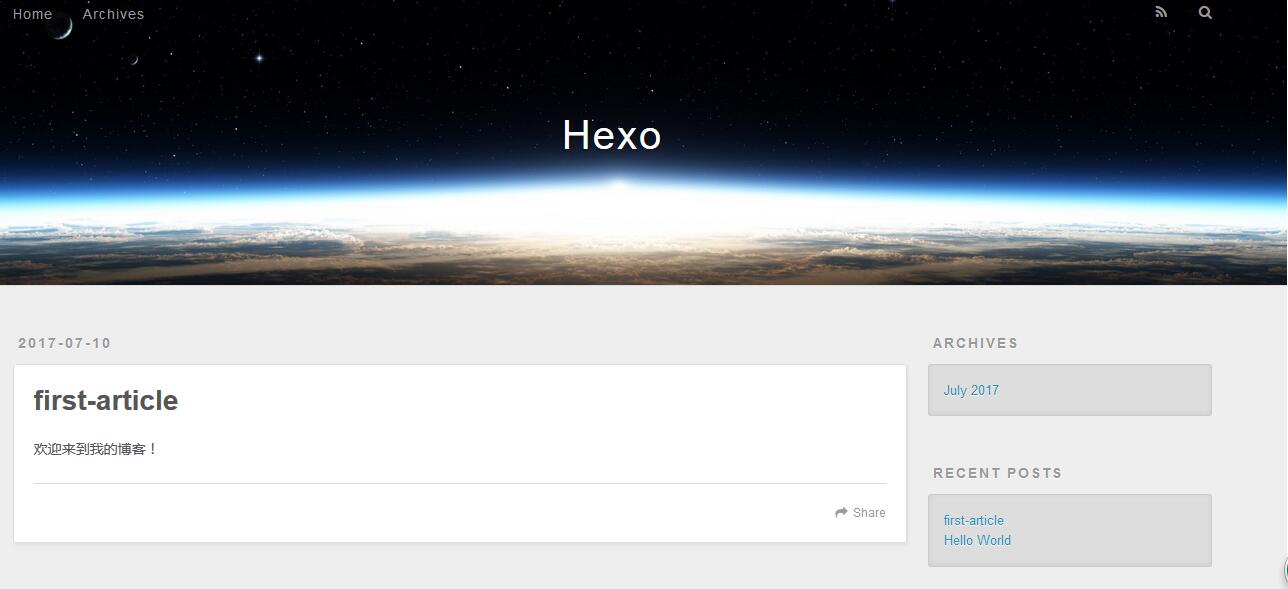 Home Archives
Hexo
2017-07-10
first-article
欢迎来到我的博客！
Share
ARCHIVES
July 2017
RECENT POSTS
first-article
Hello World